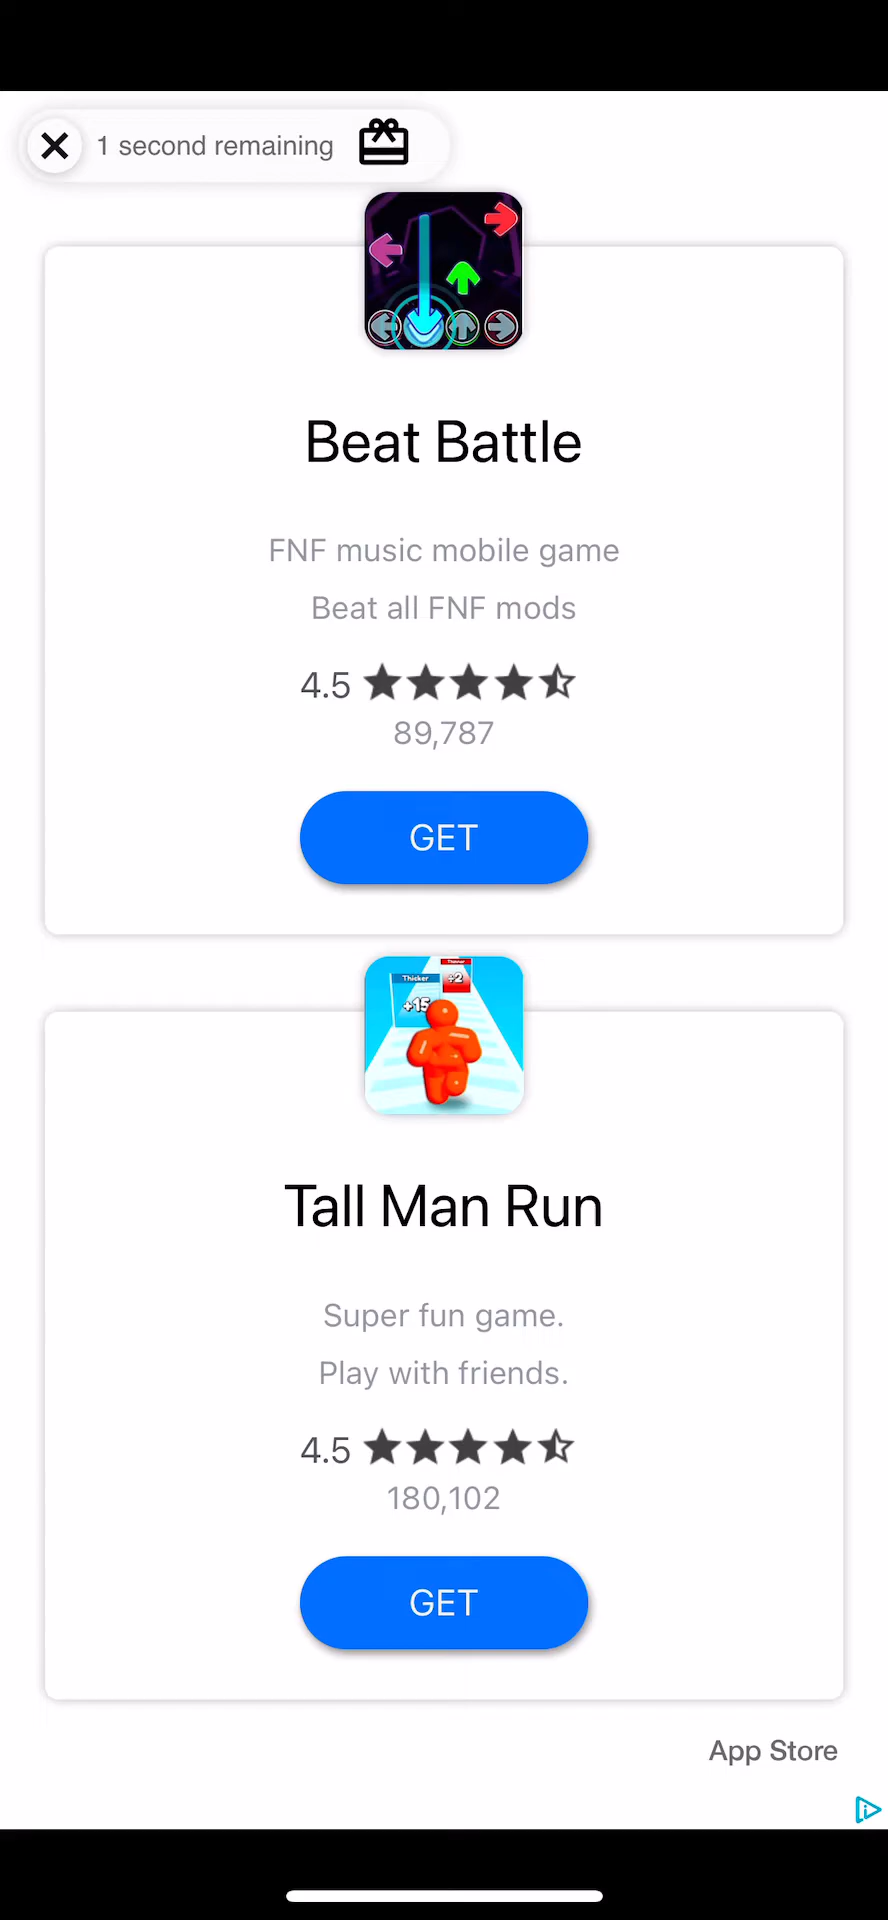 1 second remaining
Beat Battle
FNF music mobile game
Beat all FNF mods
4.5
89,787
GET
Thicker
+15
Thinner
+2
Tall Man Run
Super fun game.
Play with friends.
4.5
180,102
GET
App Store